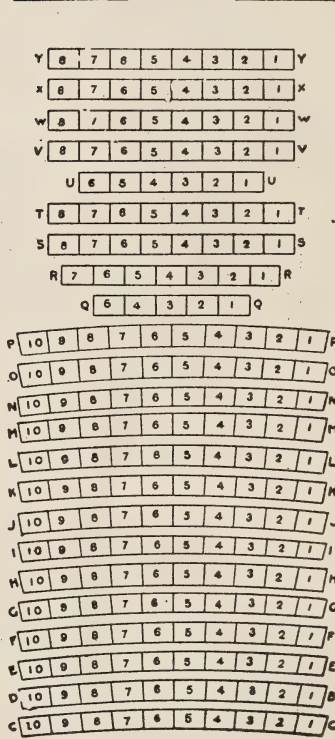 Y 8 7 6 5 4 3 2 1 Y
X 8 7 6 5 4 3 2 1 X
W 8 7 6 5 4 3 2 1 W
V 8 7 6 5 4 3 2 1 V
U 6 5 4 3 2 1 U
T 8 7 6 5 4 3 2 1 T
S 8 7 6 5 4 3 2 1 S
R 7 6 5 4 3 2 1 R
Q 5 4 3 2 1 Q
P 10 9 8 7 6 5 4 3 2 1 P
O 10 9 8 7 6 5 4 3 2 1 O
N 10 9 8 7 6 5 4 3 2 1 N
M 10 9 8 7 6 5 4 3 2 1 M
L 10 9 8 7 6 5 4 3 2 1 L
K 10 9 8 7 6 5 4 3 2 1 K
J 10 9 8 7 6 5 4 3 2 1
I 10 9 8 7 6 5 4 3 2 1 I
H 10 9 8 7 6 5 4 3 2 1 H
G 10 9 8 7 6 5 4 3 2 1 G
F 10 9 8 7 6 5 4 3 2 1 F
E 10 9 8 7 6 5 4 3 2 1 E
D 10 9 8 7 6 5 4 3 2 1 D
C 10 9 8 7 6 5 4 3 2 1 C